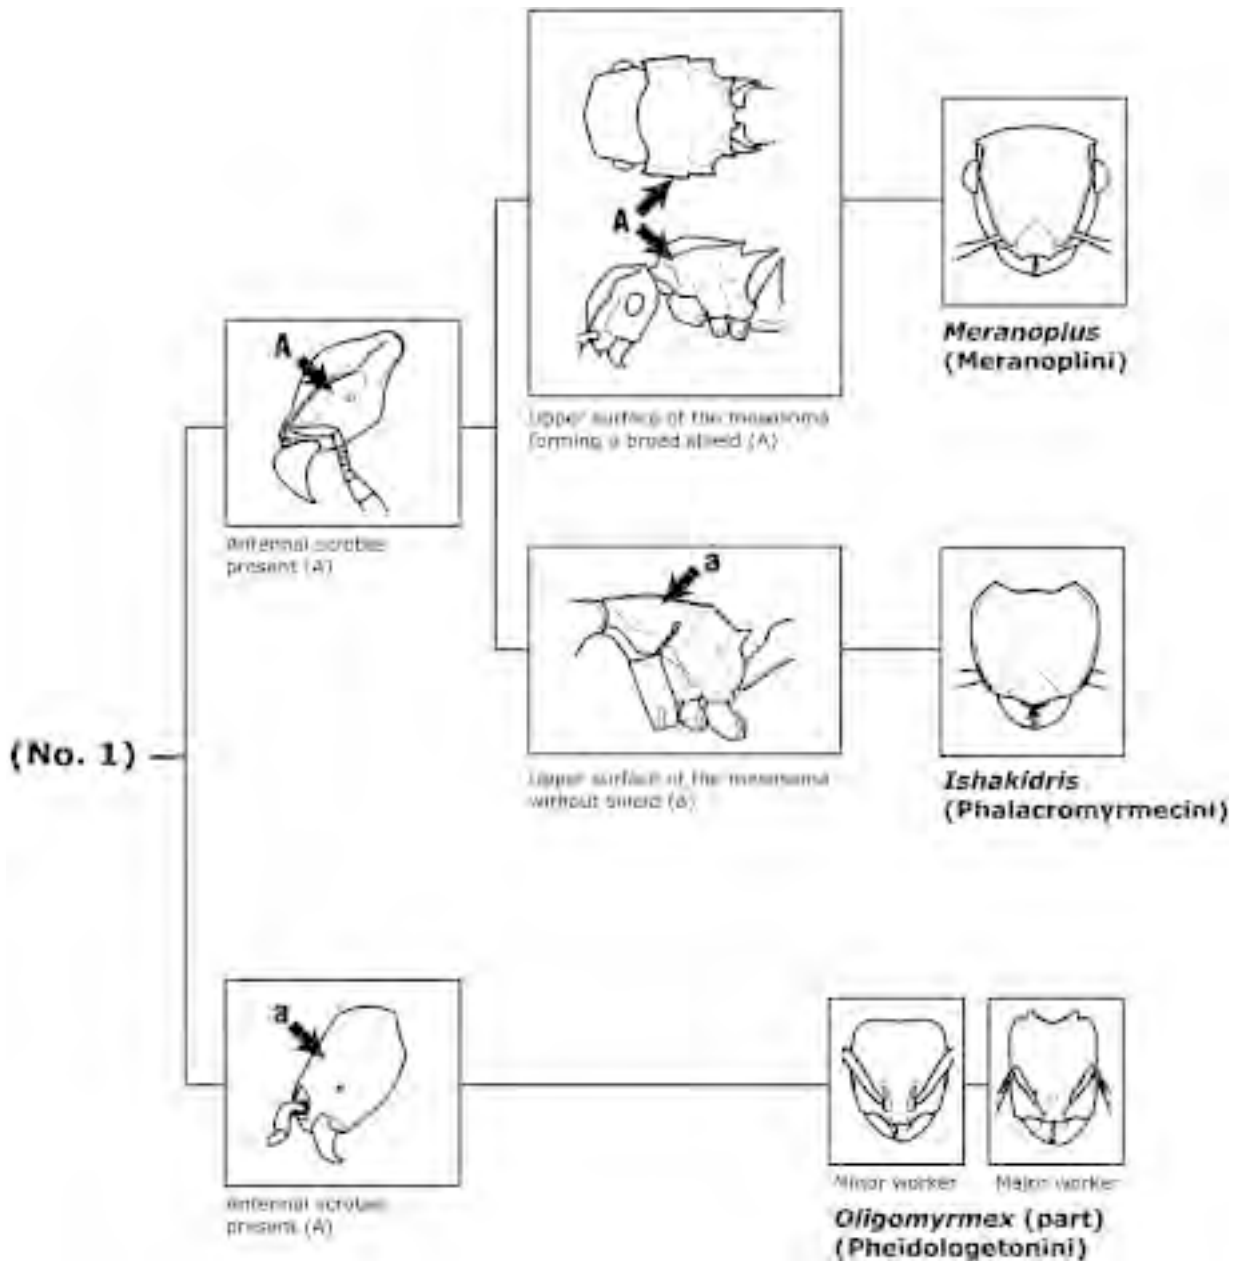 A
A
Meranoplus
(Meranoplini)
Upper surface of the mesosoma
forming a broad shield (A)
A
Antennal scrobes
present (A)
a
Upper surface of the mesosoma
without shield (a)
Ishakidris
(Phalacromyrmecini)
(No. 1)
a
Antennal scrobes
present (A)
Minor worker
Major worker
Oligomyrmex (part)
(Pheidologetonini)